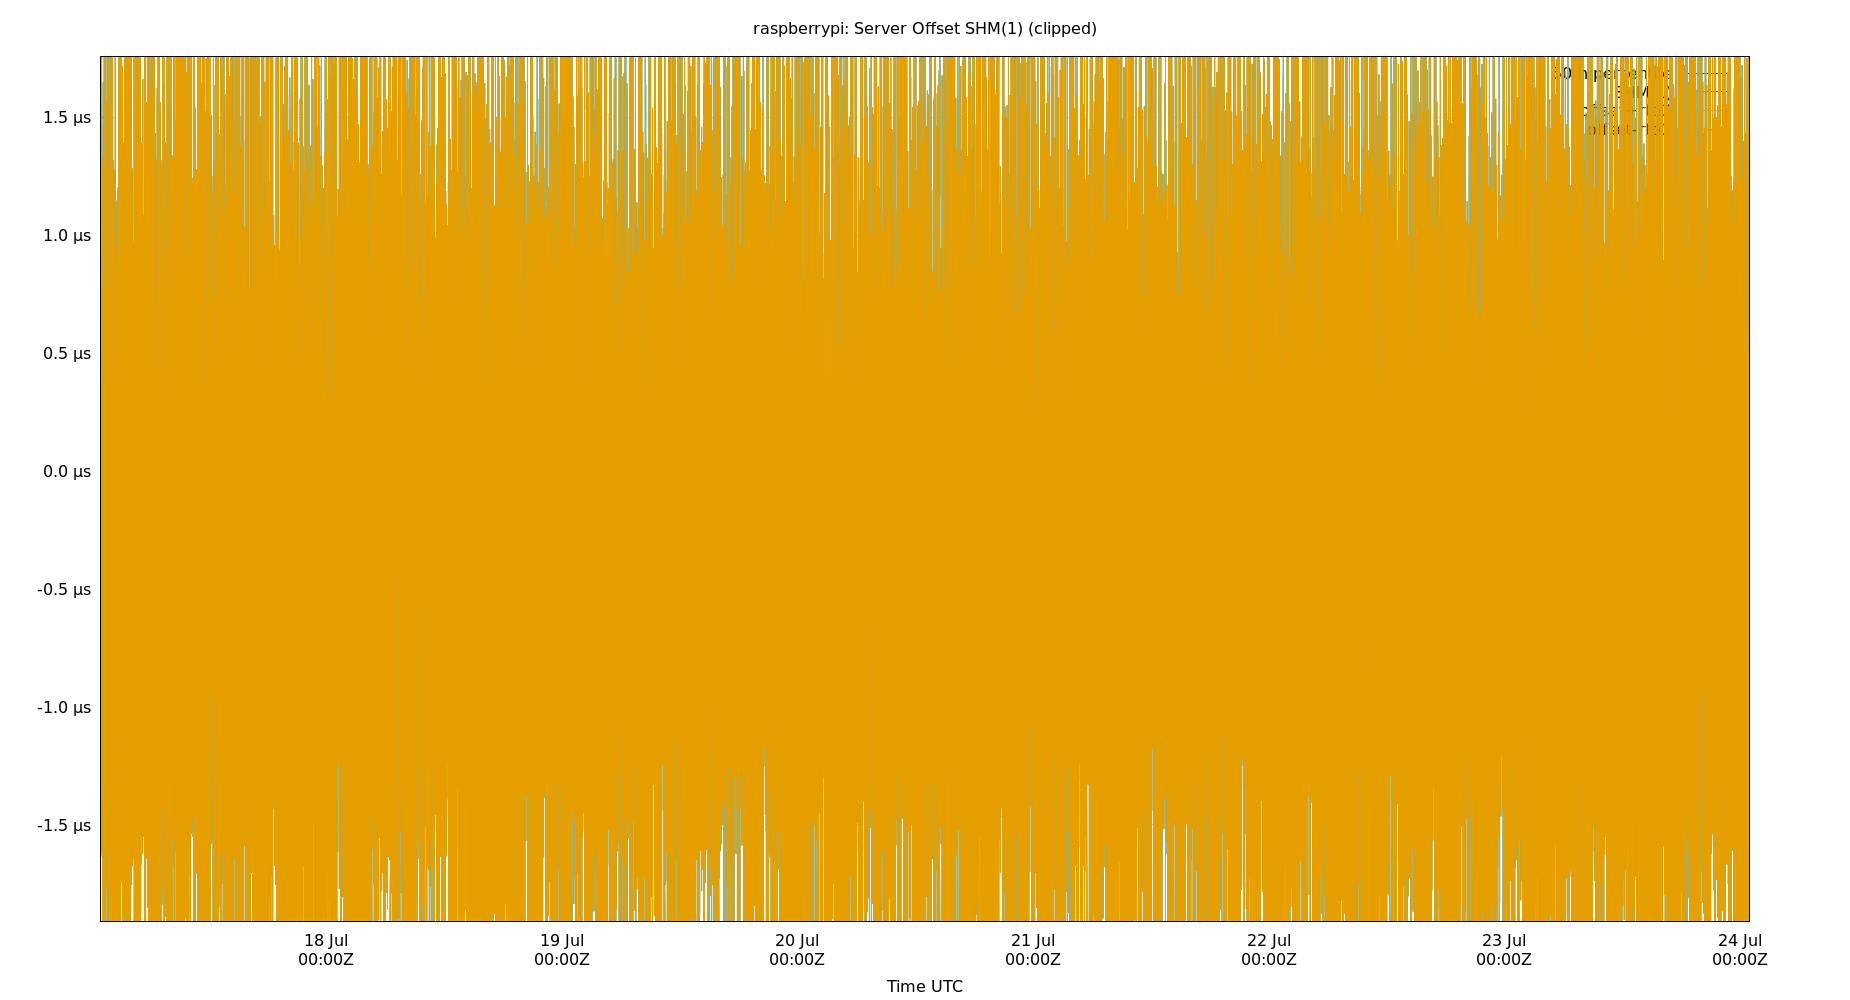 raspberrypi: Server Offset SHM(1) (clipped)
1.5 µs
1.0 µs
0.5 µs
0.0 µs
-0.5 µs
-1.0 µs
-1.5 µs
18 Jul 19 Jul 20 Jul 21 Jul 22 Jul 23 Jul 24 Jul
00:00Z 00:00Z 00:00Z 00:00Z 00:00Z 00:00Z 00:00Z
Time UTC